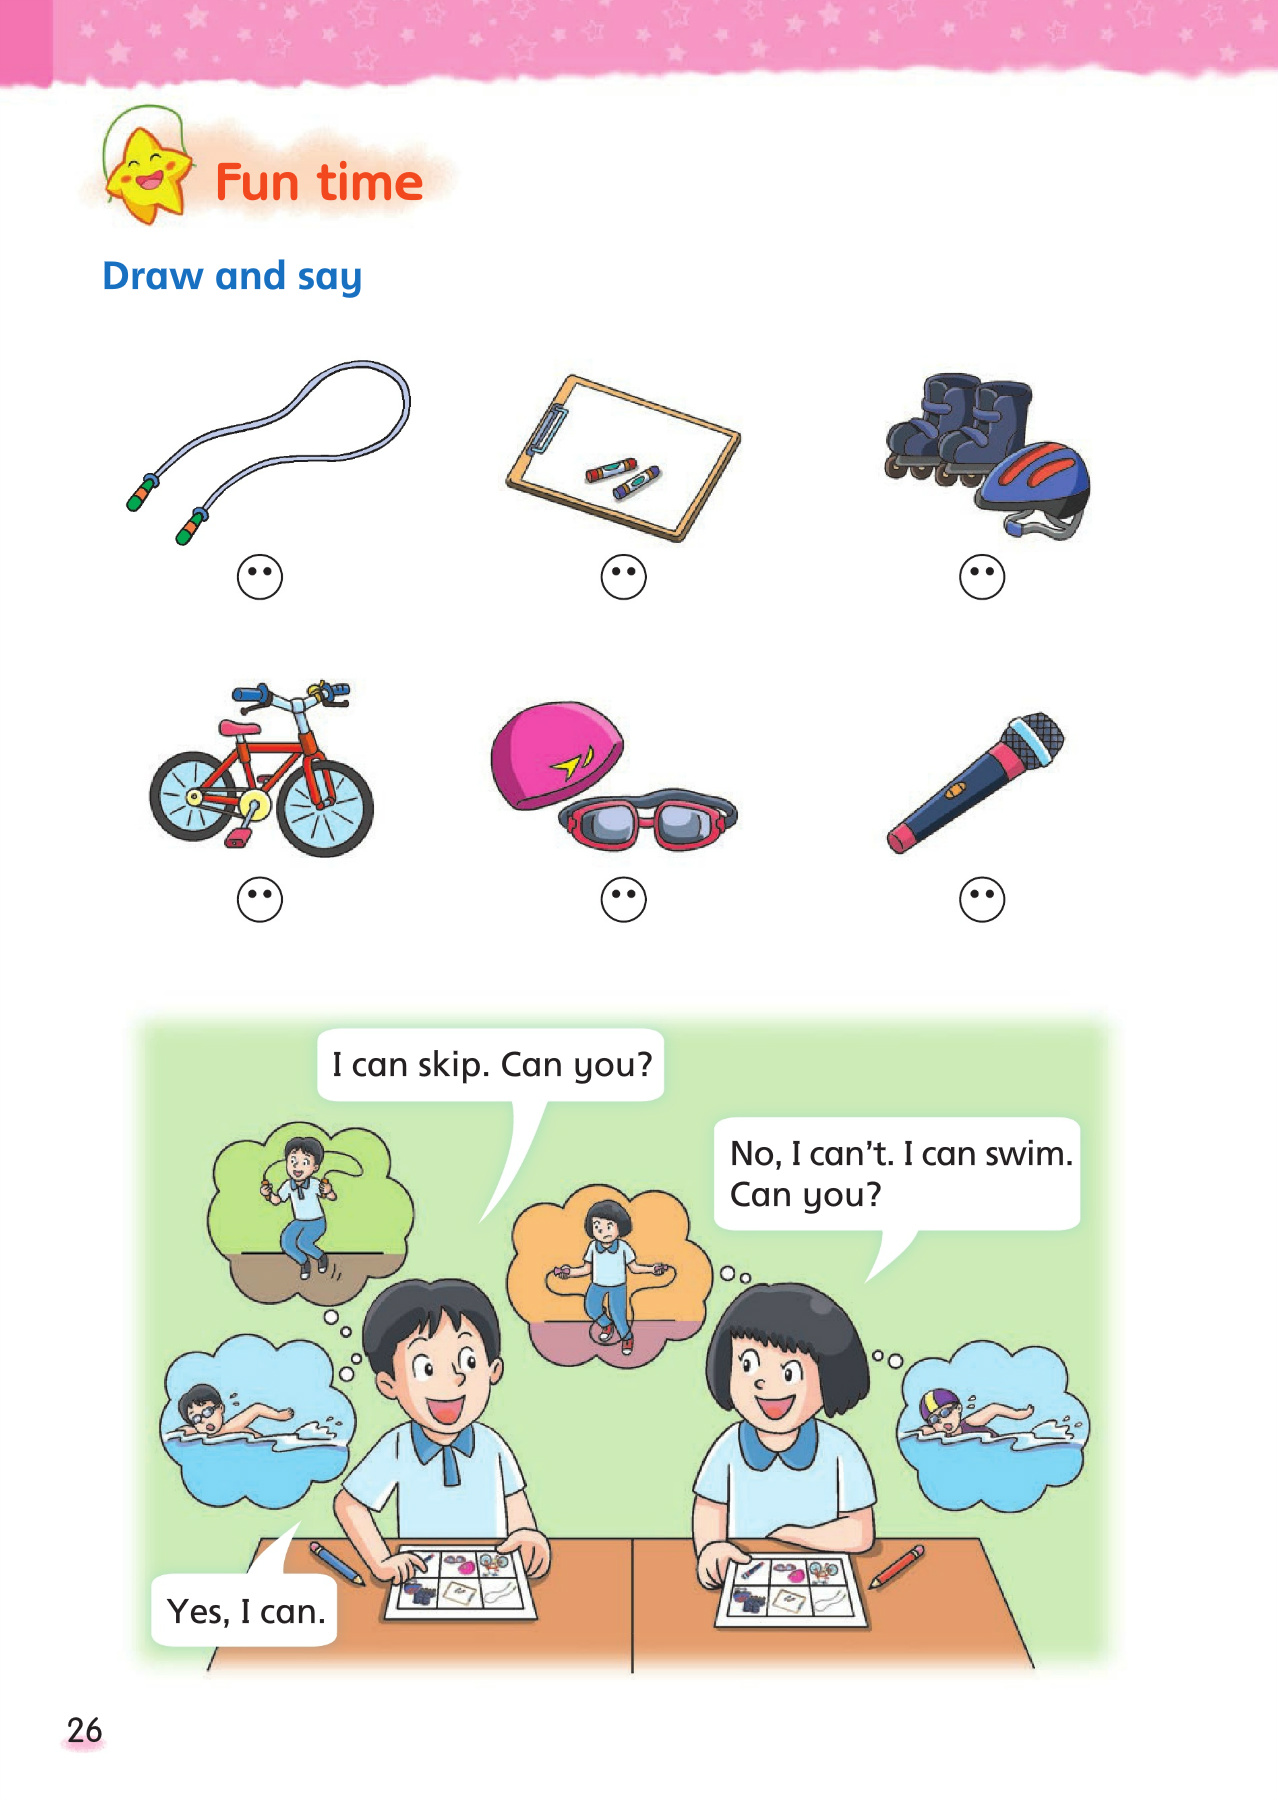 Fun time
Draw and say
I can skip. Can you?
No, I can't. I can swim.
Can you?
Yes, I can.
26